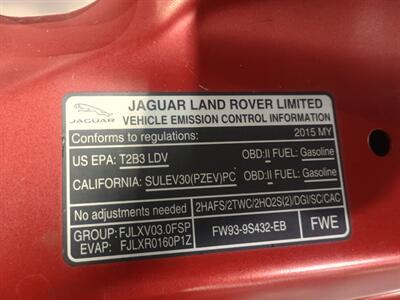 JAGUAR LAND ROVER LIMITED
JAGUAR VEHICLE EMISSION CONTROL INFORMATION
Conforms to regulations: 2015 MY
US EPA: T2B3 LDV OBD:II FUEL: Gasoline
CALIFORNIA: SULEV30(PZEV)PC OBD:II FUEL: Gasoline
No adjustments needed 2HAFS/2TWC/2HO2S(2)/DGI/SC/CAC
GROUP: FJLXV03.0FSP
EVAP: FJLXR0160P1Z FW93-9S432-EB FWE